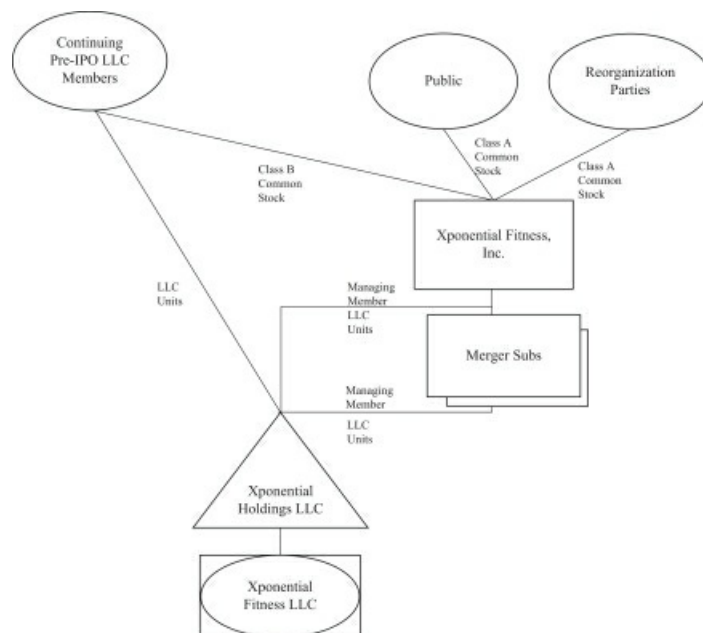 Continuing
Pre-IPO LLC
Members
Public
Reorganization
Parties
Class A
Common
Stock
Class B
Common
Stock
Class A
Common
Stock
Xponential Fitness,
Inc.
LLC
Units
Managing
Member
LLC
Units
Merger Subs
Managing
Member
LLC
Units
Xponential
Holdings LLC
Xponential
Fitness LLC